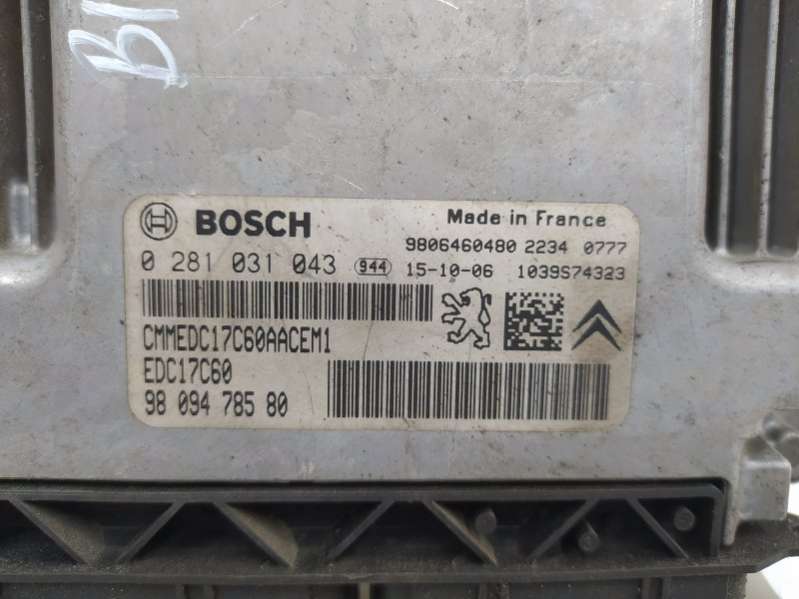 BI
BOSCH
Made in France
9806460480 2234 0777
0 281 031 043 944 15-10-06 1039S74323
CMMEDC17C60AACEM1
EDC17C60
98 094 785 80